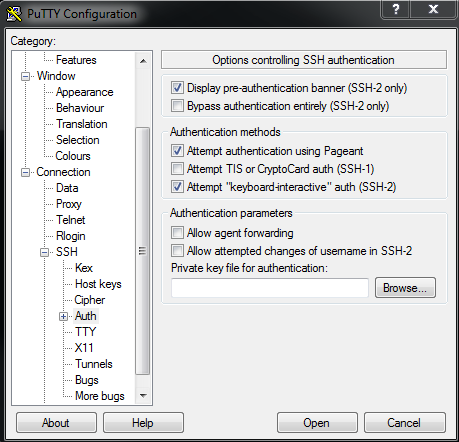 PuTTY Configuration
?
Category:
Features
Window
Appearance
Behaviour
Translation
Selection
Colours
Connection
Data
Proxy
Telnet
Rlogin
SSH
Kex
Host keys
Cipher
Auth
TTY
X11
Tunnels
Bugs
More bugs
Options controlling SSH authentication
Display pre-authentication banner (SSH-2 only)
Bypass authentication entirely (SSH-2 only)
Authentication methods
Attempt authentication using Pageant
Attempt TIS or CryptoCard auth (SSH-1)
Attempt "keyboard-interactive" auth (SSH-2)
Authentication parameters
Allow agent forwarding
Allow attempted changes of username in SSH-2
Private key file for authentication:
Browse...
About
Help
Open
Cancel